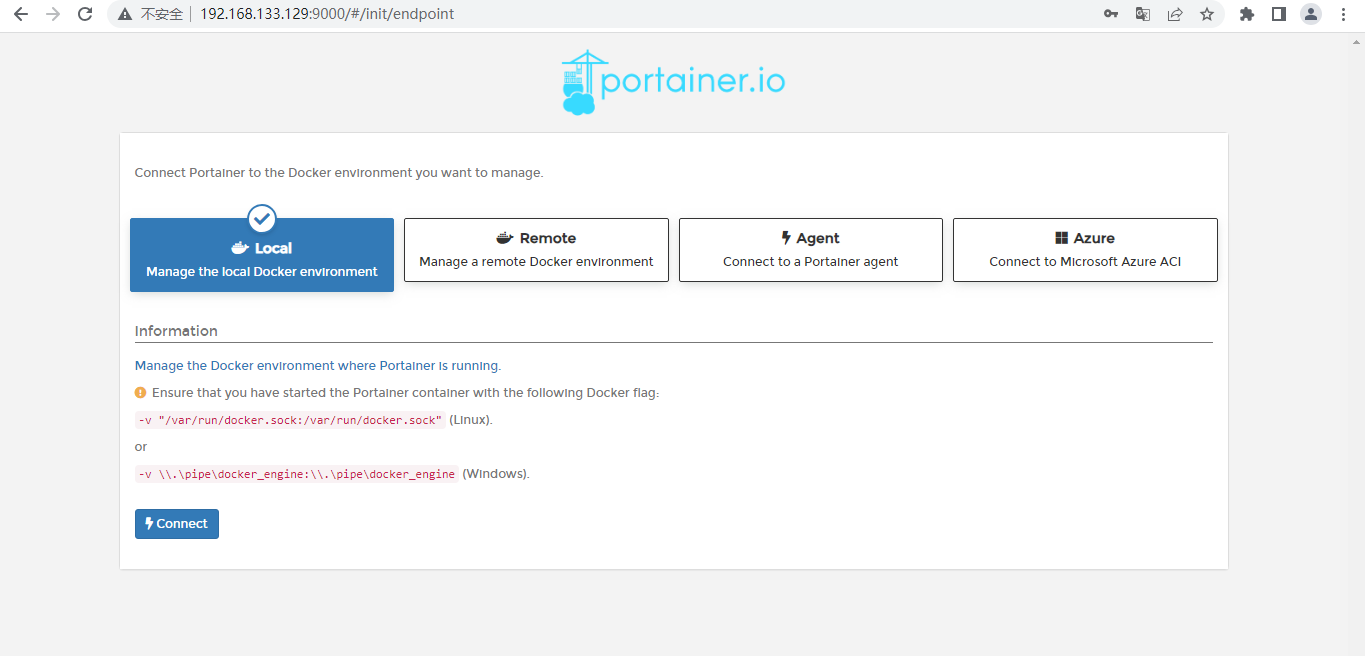 不安全 192.168.133.129:9000/#/init/endpoint
portainer.io
Connect Portainer to the Docker environment you want to manage.
Local
Manage the local Docker environment
Remote
Manage a remote Docker environment
Agent
Connect to a Portainer agent
Azure
Connect to Microsoft Azure ACI
Information
Manage the Docker environment where Portainer is running.
Ensure that you have started the Portainer container with the following Docker flag:
-v "/var/run/docker.sock:/var/run/docker.sock" (Linux).
or
-v \\.\pipe\docker_engine:\\.\pipe\docker_engine (Windows).
Connect